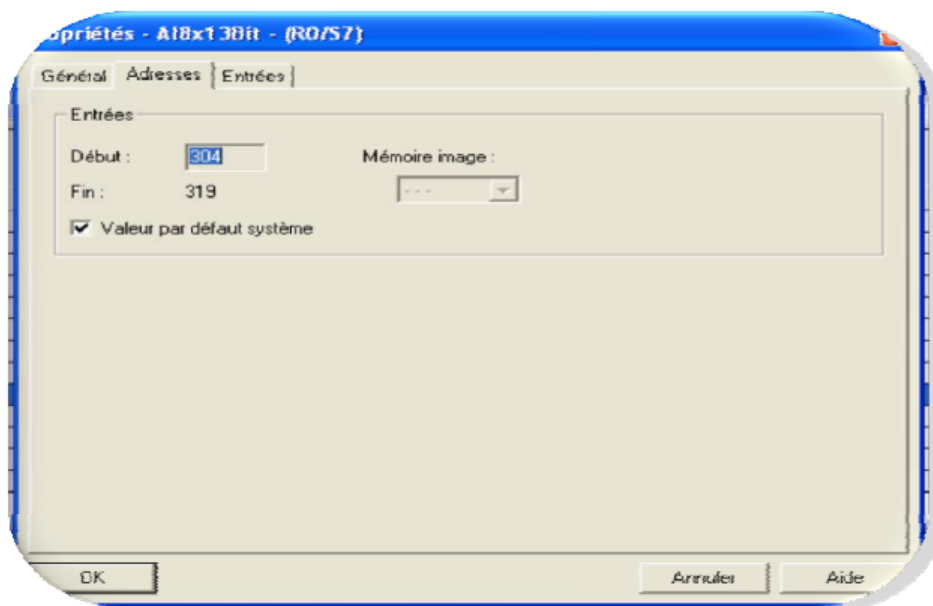 opriétés - AI8x13Bit - (R0/S7)
Général Adresses Entrées
Entrées
Début : 304 Mémoire image :
Fin : 319 ---
Valeur par défaut système
OK Annuler Aide